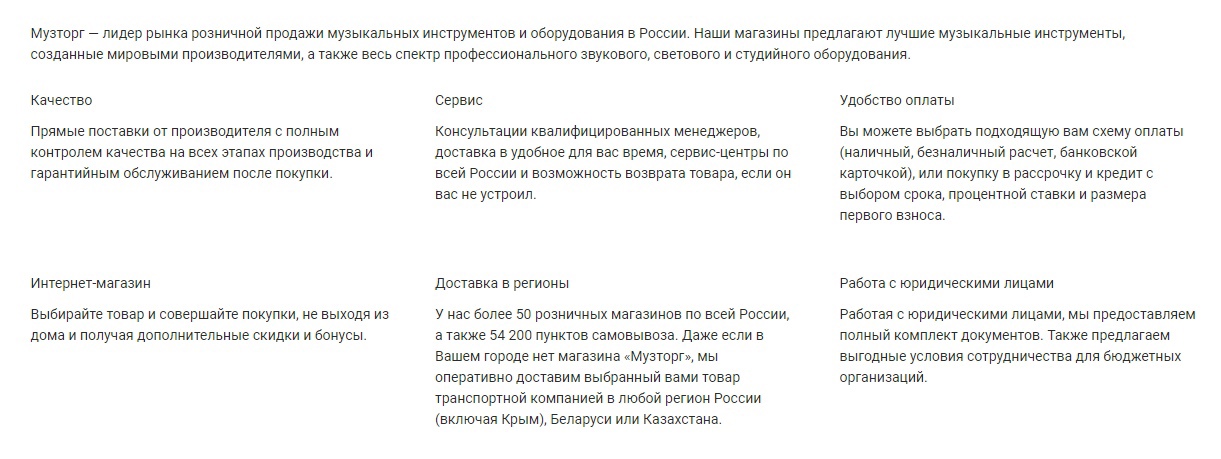 Музторг — лидер рынка розничной продажи музыкальных инструментов и оборудования в России. Наши магазины предлагают лучшие музыкальные инструменты,
созданные мировыми производителями, а также весь спектр профессионального звукового, светового и студийного оборудования.
Качество
Прямые поставки от производителя с полным
контролем качества на всех этапах производства и
гарантийным обслуживанием после покупки.
Сервис
Консультации квалифицированных менеджеров,
доставка в удобное для вас время, сервис-центры по
всей России и возможность возврата товара, если он
вас не устроил.
Удобство оплаты
Вы можете выбрать подходящую вам схему оплаты
(наличный, безналичный расчет, банковской
карточкой), или покупку в рассрочку и кредит с
выбором срока, процентной ставки и размера
первого взноса.
Интернет-магазин
Выбирайте товар и совершайте покупки, не выходя из
дома и получая дополнительные скидки и бонусы.
Доставка в регионы
У нас более 50 розничных магазинов по всей России,
а также 54 200 пунктов самовывоза. Даже если в
Вашем городе нет магазина «Музторг», мы
оперативно доставим выбранный вами товар
транспортной компанией в любой регион России
(включая Крым), Беларуси или Казахстана.
Работа с юридическими лицами
Работая с юридическими лицами, мы предоставляем
полный комплект документов. Также предлагаем
выгодные условия сотрудничества для бюджетных
организаций.